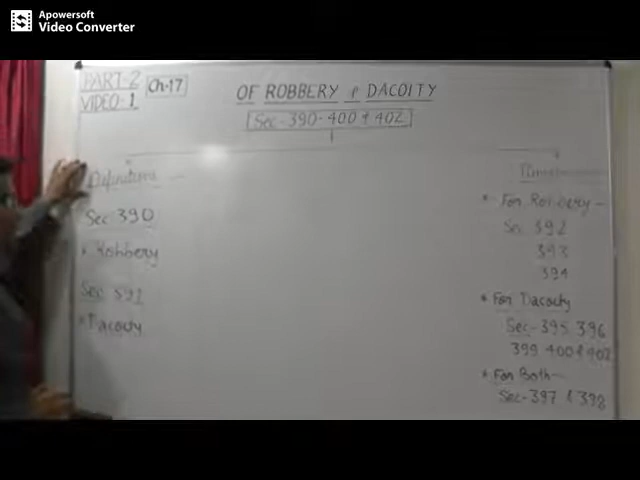 Apowersoft
Video Converter
PART-2
VIDEO-1
Ch-17
OF ROBBERY & DACOITY
Sec-390-400 & 402
Definitions
Sec 390
* Robbery
Sec 391
* Dacoity
* For Robbery-
Sec 392
393
394
* For Dacoity
Sec-395 396
399 400 & 402
* For Both-
Sec-397 & 398